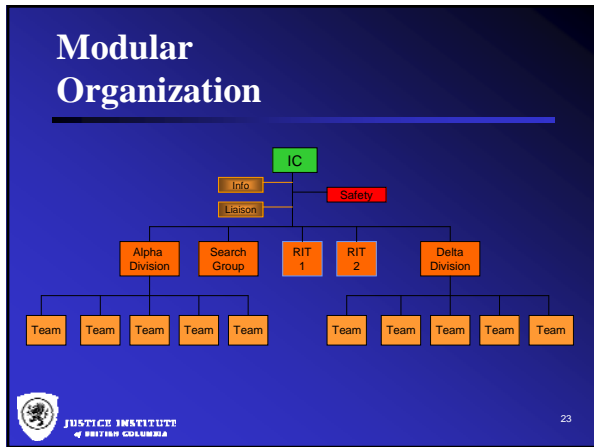 Modular
Organization
IC
Info
Safety
Liaison
Alpha
Division
Search
Group
RIT
1
RIT
2
Delta
Division
Team
Team
Team
Team
Team
Team
Team
Team
Team
Team
JUSTICE INSTITUTE
of BRITISH COLUMBIA
23